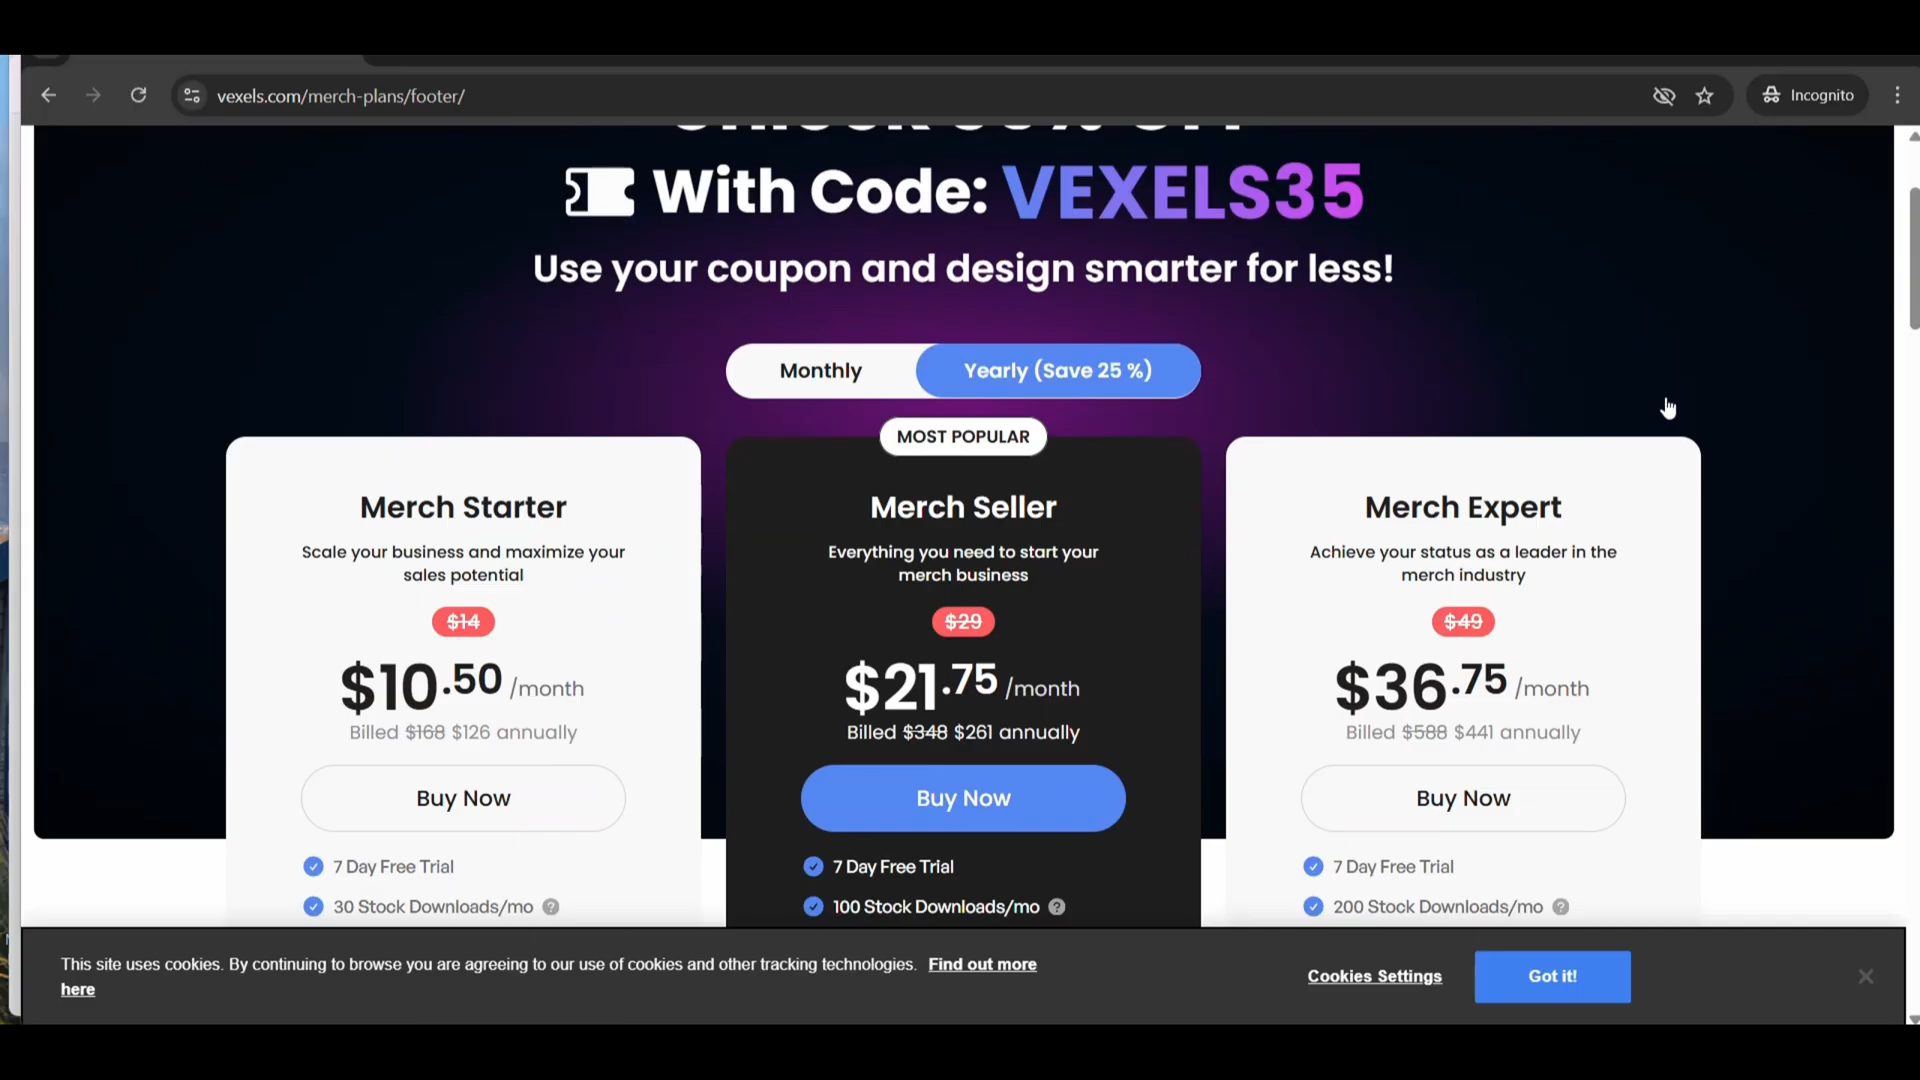 vexels.com/merch-plans/footer/
Incognito
With Code: VEXELS35
Use your coupon and design smarter for less!
Monthly
Yearly (Save 25 %)
MOST POPULAR
Merch Starter
Scale your business and maximize your
sales potential
$14
$10.50 /month
Billed $168 $126 annually
Buy Now
7 Day Free Trial
30 Stock Downloads/mo ?
Merch Seller
Everything you need to start your
merch business
$29
$21.75 /month
Billed $348 $261 annually
Buy Now
7 Day Free Trial
100 Stock Downloads/mo ?
Merch Expert
Achieve your status as a leader in the
merch industry
$49
$36.75 /month
Billed $588 $441 annually
Buy Now
7 Day Free Trial
200 Stock Downloads/mo ?
This site uses cookies. By continuing to browse you are agreeing to our use of cookies and other tracking technologies. Find out more
here
Cookies Settings
Got it!